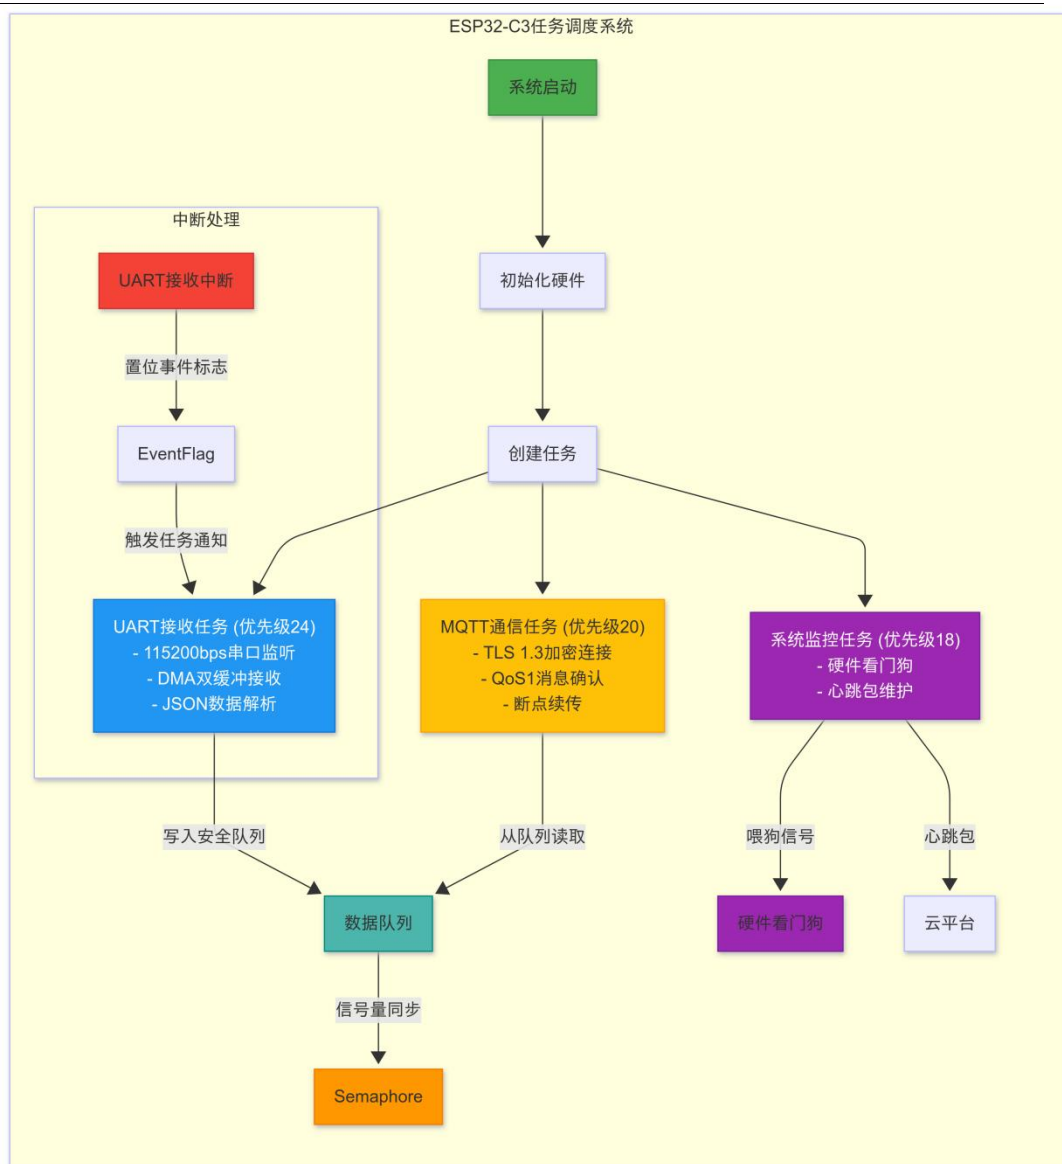 ESP32-C3任务调度系统
系统启动
中断处理
UART接收中断
初始化硬件
置位事件标志
EventFlag
创建任务
触发任务通知
UART接收任务 (优先级24)
- 115200bps串口监听
- DMA双缓冲接收
- JSON数据解析
MQTT通信任务 (优先级20)
- TLS 1.3加密连接
- QoS1消息确认
- 断点续传
系统监控任务 (优先级18)
- 硬件看门狗
- 心跳包维护
写入安全队列
从队列读取
喂狗信号
心跳包
数据队列
硬件看门狗
云平台
信号量同步
Semaphore